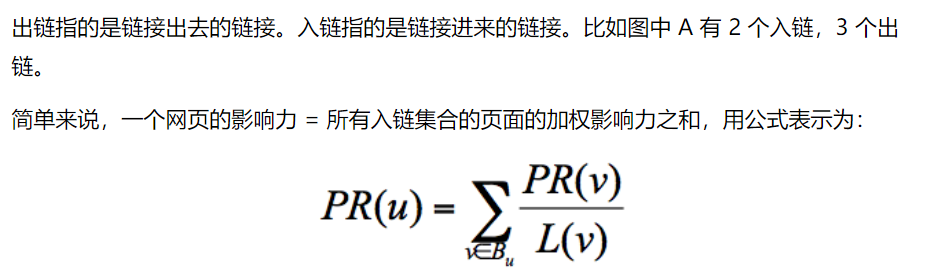 出链指的是链接出去的链接。入链指的是链接进来的链接。比如图中 A 有 2 个入链，3 个出
链。
简单来说，一个网页的影响力 = 所有入链集合的页面的加权影响力之和，用公式表示为：
PR(u) = ∑_{v∈B_u} PR(v) / L(v)